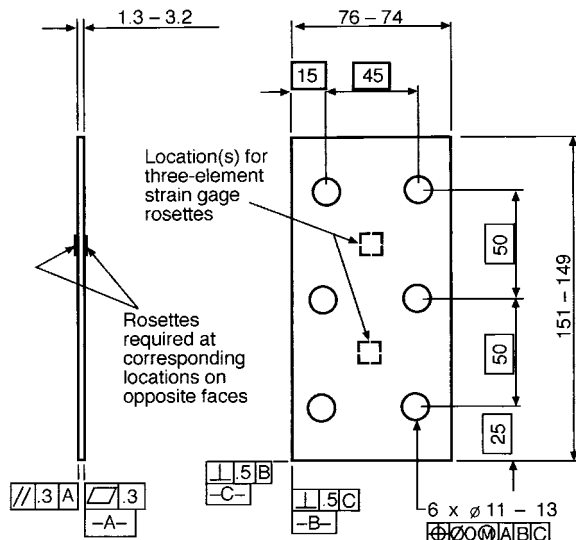 1.3 – 3.2
76 – 74
15
45
Location(s) for
three-element
strain gage
rosettes
50
151 – 149
Rosettes
required at
corresponding
locations on
opposite faces
50
25
// .3 A
▱ .3
–A–
⊥ .5 B
–C–
⊥ .5 C
–B–
6 x ø 11 – 13
⌖ Ø0Ⓜ A B C